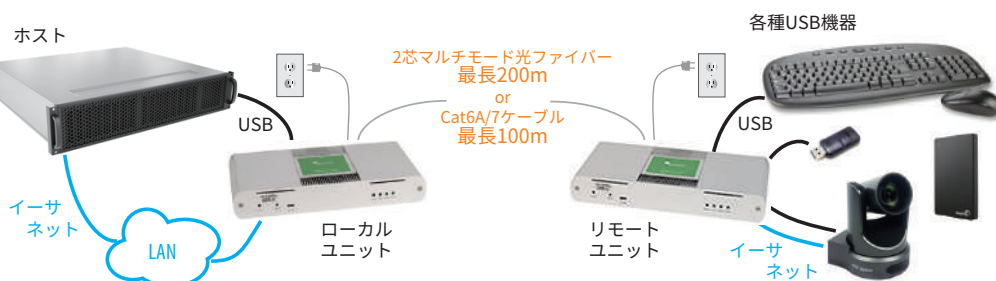 ホスト
各種USB機器
2芯マルチモード光ファイバー
最長200m
or
Cat6A/7ケーブル
最長100m
USB
USB
イーサ
ネット
LAN
ローカル
ユニット
リモート
ユニット
イーサ
ネット